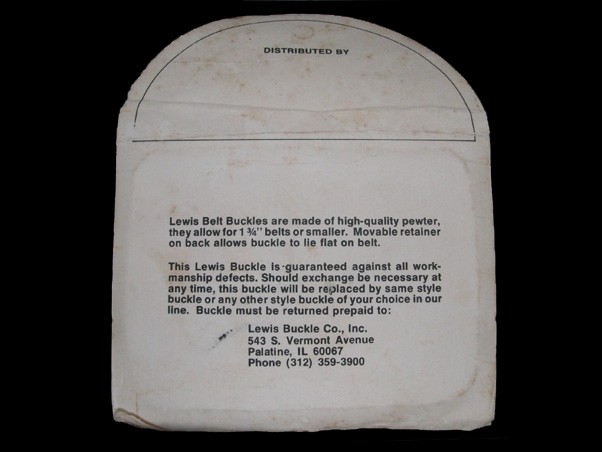 DISTRIBUTED BY
Lewis Belt Buckles are made of high-quality pewter,
they allow for 1 ¾'' belts or smaller. Movable retainer
on back allows buckle to lie flat on belt.
This Lewis Buckle is guaranteed against all work-
manship defects. Should exchange be necessary at
any time, this buckle will be replaced by same style
buckle or any other style buckle of your choice in our
line. Buckle must be returned prepaid to:
Lewis Buckle Co., Inc.
543 S. Vermont Avenue
Palatine, IL 60067
Phone (312) 359-3900